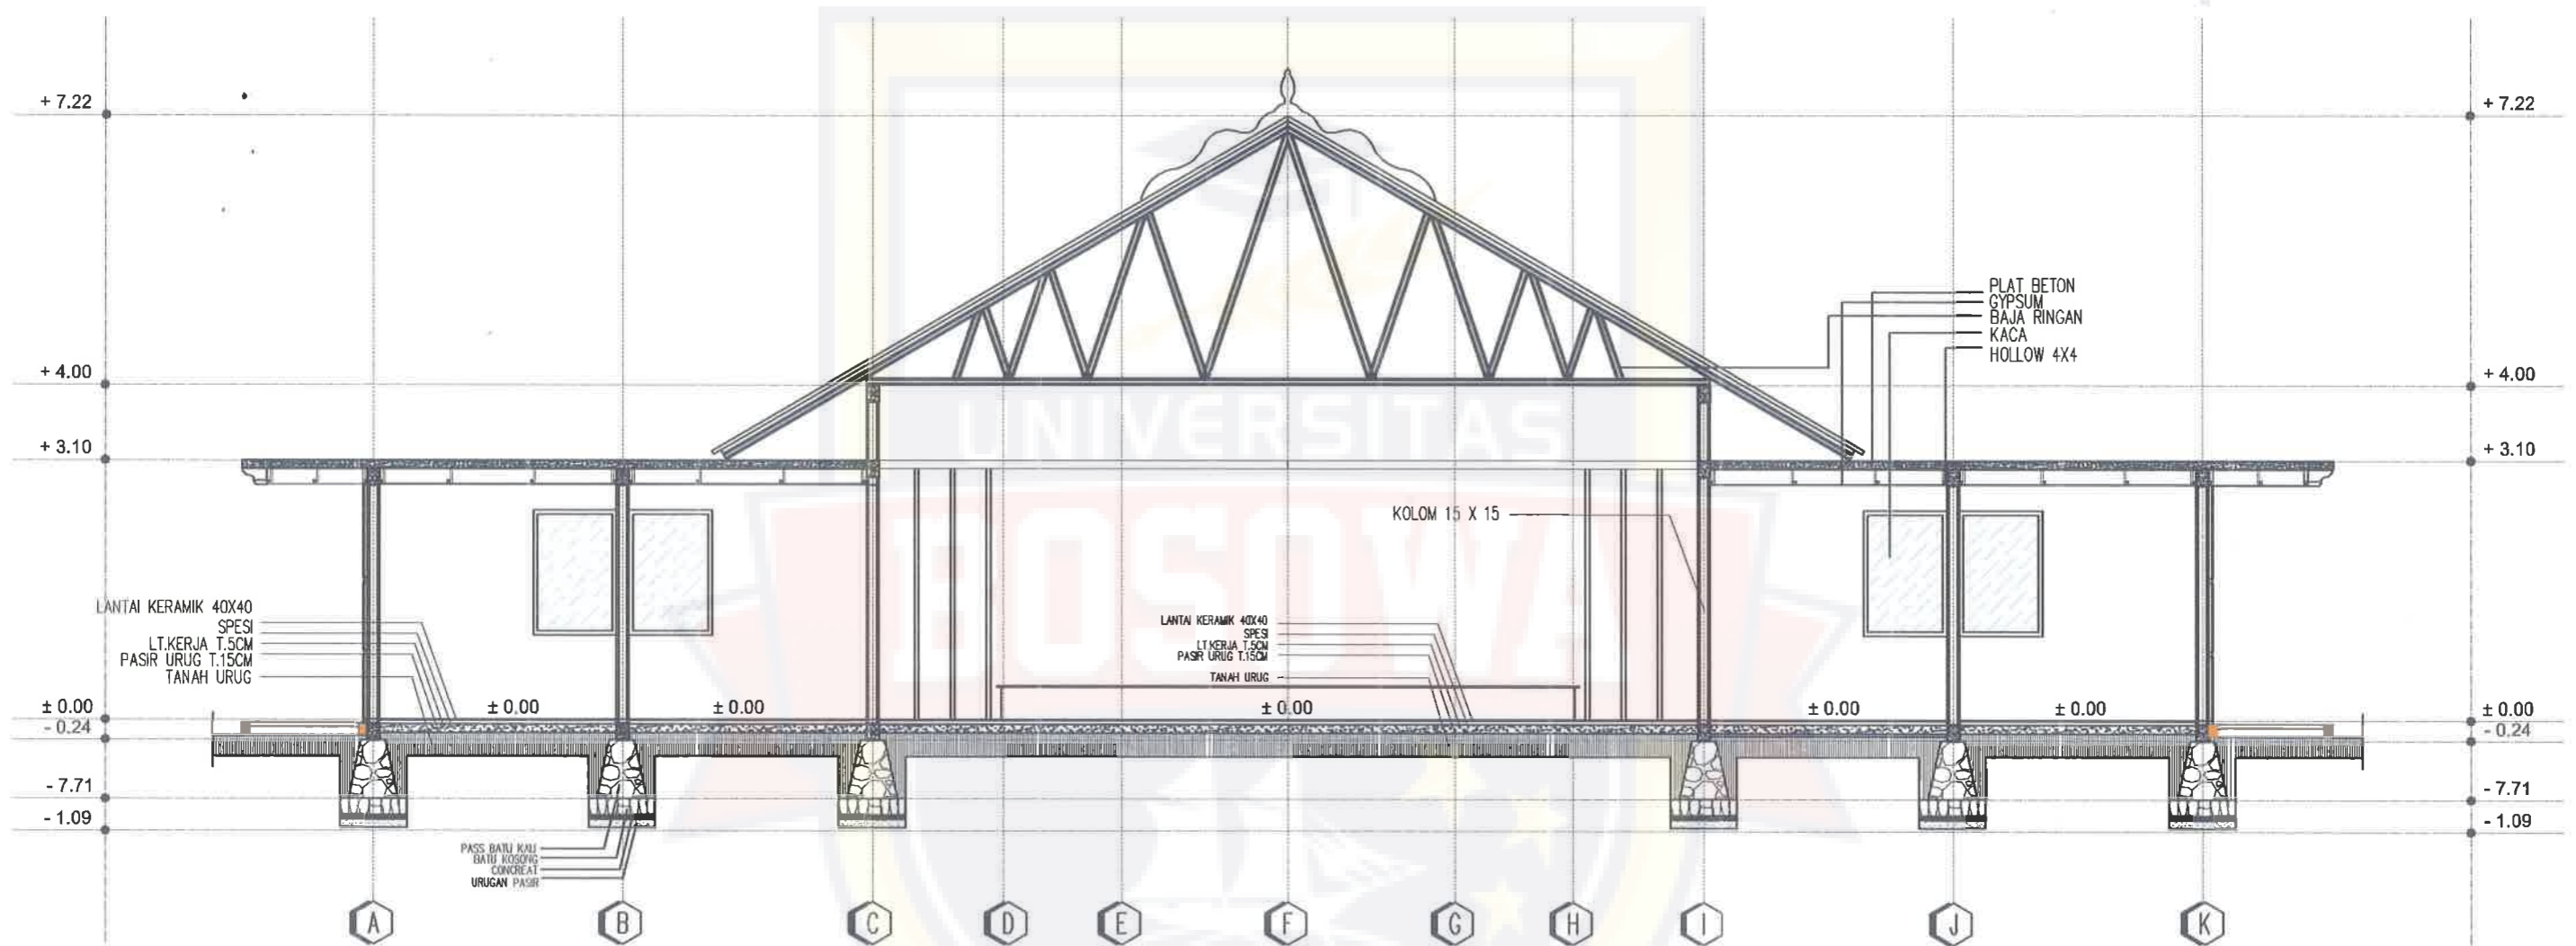 + 7.22
+ 7.22
PLAT BETON
GYPSUM
BAJA RINGAN
KACA
HOLLOW 4X4
+ 4.00
+ 4.00
UNIVERSITAS
+ 3.10
+ 3.10
BOSOWA
KOLOM 15 X 15
LANTAI KERAMIK 40X40
SPESI
LT.KERJA T.5CM
PASIR URUG T.15CM
TANAH URUG
LANTAI KERAMIK 40X40
SPESI
LT.KERJA T.5CM
PASIR URUG T.15CM
TANAH URUG
± 0.00
± 0.00
± 0.00
± 0.00
± 0.00
± 0.00
± 0.00
- 0.24
- 0.24
- 7.71
- 7.71
- 1.09
- 1.09
PASS BATU KALI
BATU KOSONG
CONCREAT
URUGAN PASIR
A
B
C
D
E
F
G
H
I
J
K